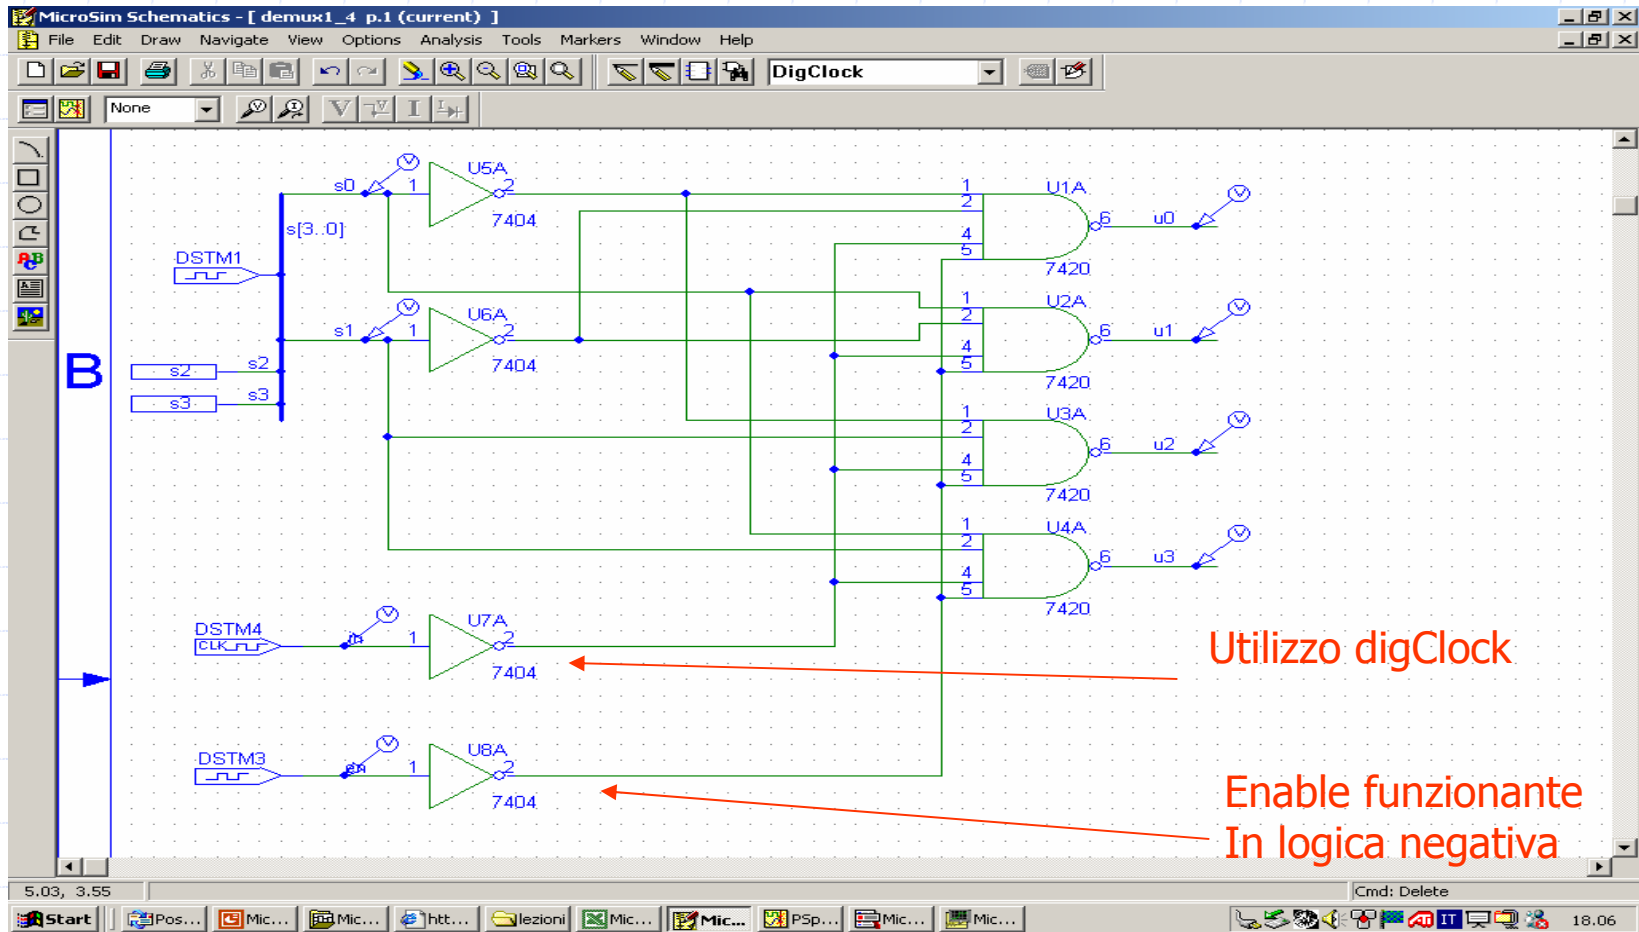 MicroSim Schematics - [ demux1_4 p.1 (current) ]
File Edit Draw Navigate View Options Analysis Tools Markers Window Help
DigClock
None V V I I
ABC
B
DSTM1
s[3..0]
s0 V 1 U5A 2
7404
s1 V 1 U6A 2
7404
s2 s2
s3 s3
1 U1A V
2
4 6 u0
5
7420
1 U2A V
2
4 6 u1
5
7420
1 U3A V
2
4 6 u2
5
7420
1 U4A V
2
4 6 u3
5
7420
DSTM4 V U7A
CLK 1 2
7404
Utilizzo digClock
DSTM3 V U8A
en 1 2
7404
Enable funzionante
In logica negativa
5.03, 3.55 Cmd: Delete
Start Pos... Mic... Mic... htt... lezioni Mic... Mic... PSp... Mic... Mic... IT 18.06